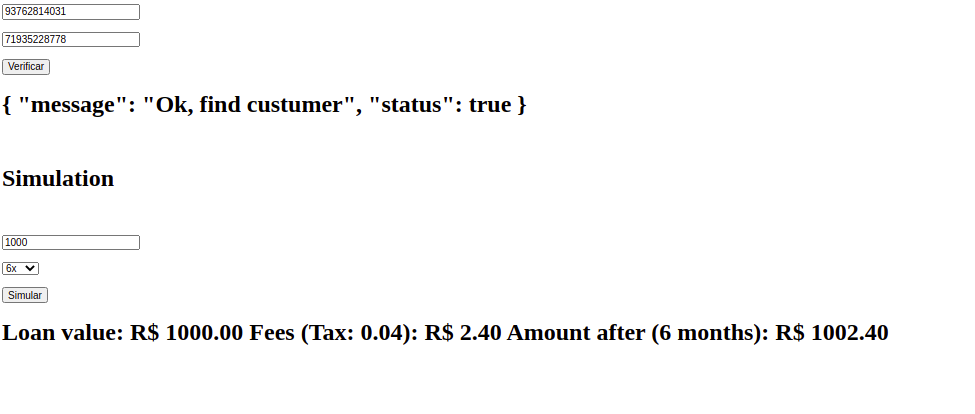 93762814031
71935228778
Verificar
{ "message": "Ok, find custumer", "status": true }
Simulation
1000
6x
Simular
Loan value: R$ 1000.00 Fees (Tax: 0.04): R$ 2.40 Amount after (6 months): R$ 1002.40